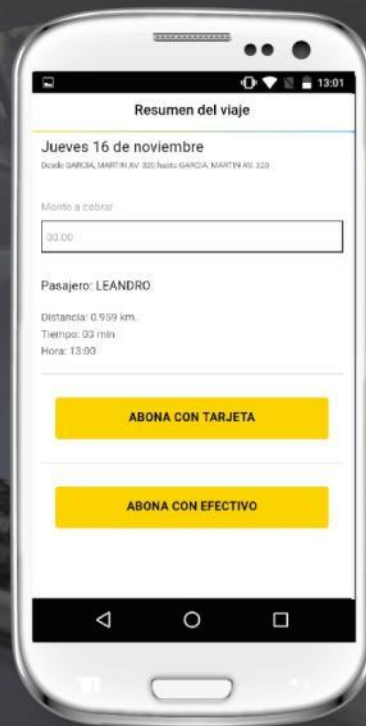 13:01
Resumen del viaje
Jueves 16 de noviembre
Desde GARCIA, MARTIN AV. 320 hasta GARCIA, MARTIN AV. 320
Monto a cobrar
00.00
Pasajero: LEANDRO
Distancia: 0.959 km.
Tiempo: 03 min
Hora: 13:00
ABONA CON TARJETA
ABONA CON EFECTIVO